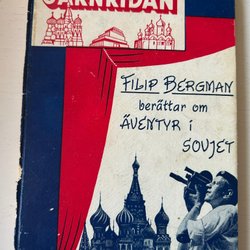 JÄRNRIDÅN
FILIP BERGMAN
berättar om
ÄVENTYR i
SOVJET